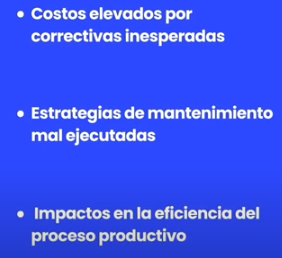 • Costos elevados por
correctivas inesperadas
• Estrategias de mantenimiento
mal ejecutadas
• Impactos en la eficiencia del
proceso productivo